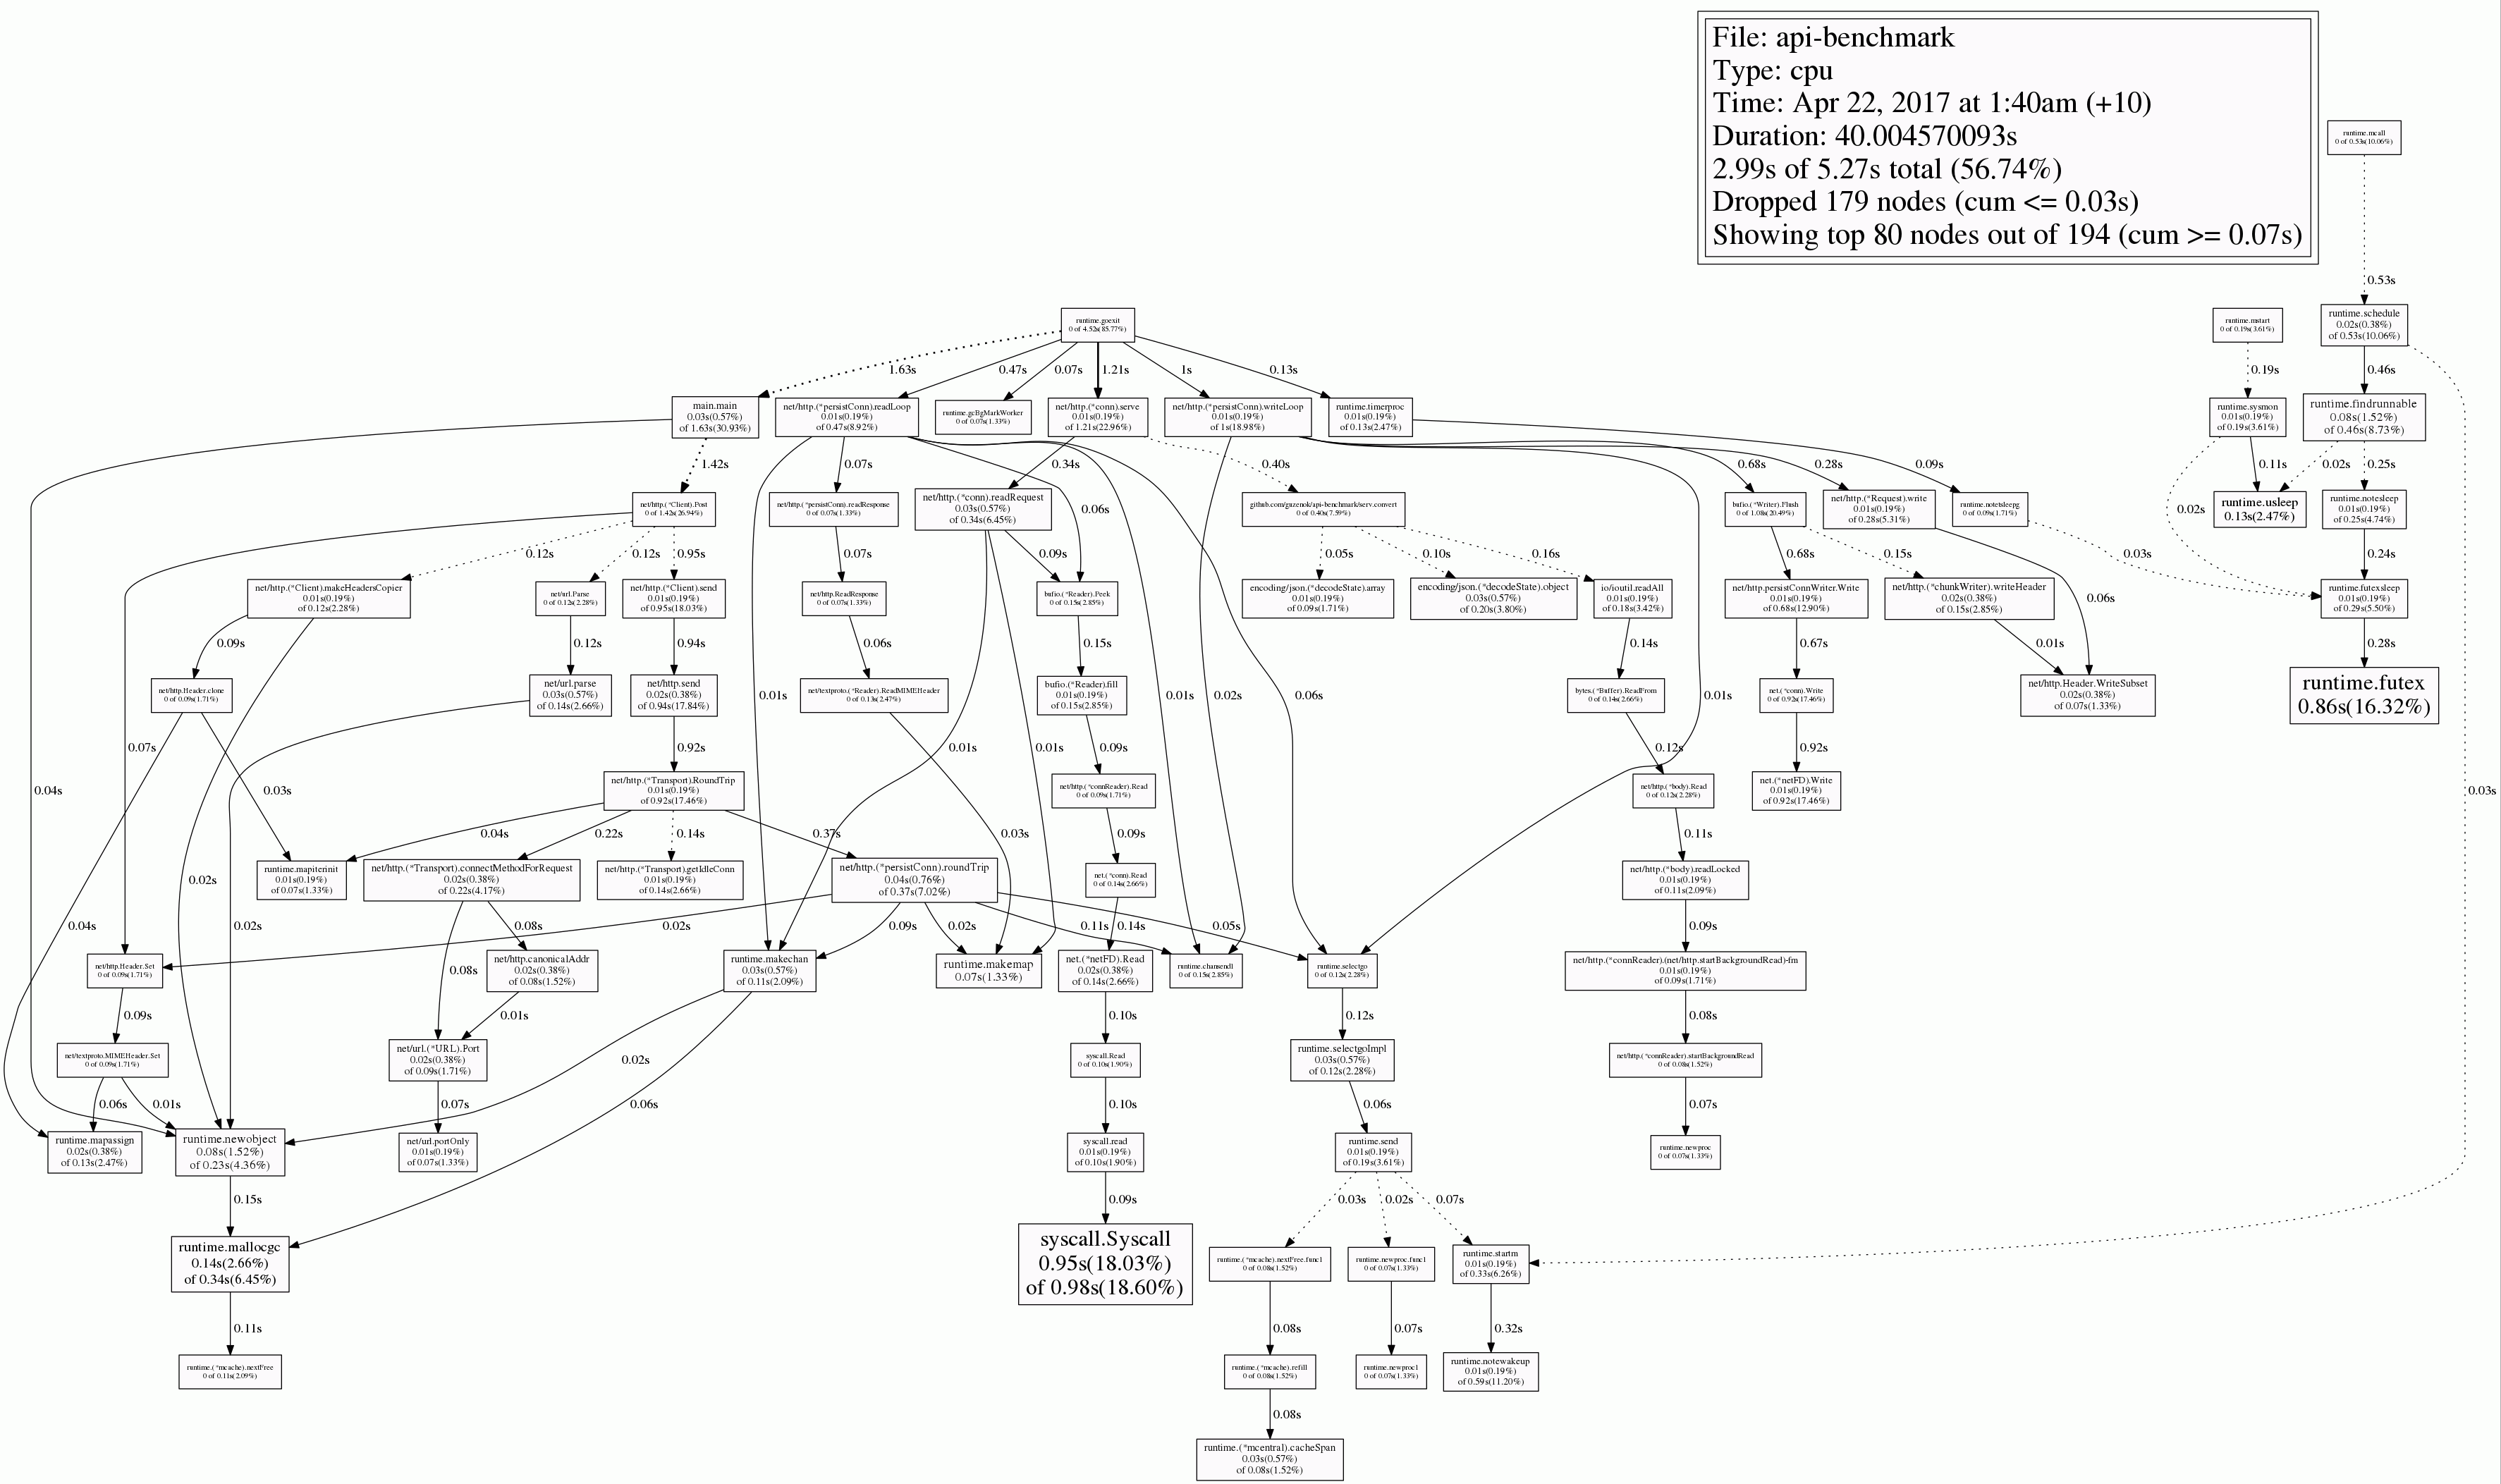 File: api-benchmark
Type: cpu
Time: Apr 22, 2017 at 1:40am (+10)
Duration: 40.004570093s
2.99s of 5.27s total (56.74%)
Dropped 179 nodes (cum <= 0.03s)
Showing top 80 nodes out of 194 (cum >= 0.07s)
runtime.mcall
0 of 0.53s(10.06%)
0.53s
runtime.goexit
0 of 4.52s(85.77%)
runtime.mstart
0 of 0.19s(3.61%)
runtime.schedule
0.02s(0.38%)
of 0.53s(10.06%)
1.63s
0.47s
0.07s
1.21s
1s
0.13s
0.19s
0.46s
main.main
0.03s(0.57%)
of 1.63s(30.93%)
net/http.(*persistConn).readLoop
0.01s(0.19%)
of 0.47s(8.92%)
runtime.gcBgMarkWorker
0 of 0.07s(1.33%)
net/http.(*conn).serve
0.01s(0.19%)
of 1.21s(22.96%)
net/http.(*persistConn).writeLoop
0.01s(0.19%)
of 1s(18.98%)
runtime.timerproc
0.01s(0.19%)
of 0.13s(2.47%)
runtime.sysmon
0.01s(0.19%)
of 0.19s(3.61%)
runtime.findrunnable
0.08s(1.52%)
of 0.46s(8.73%)
1.42s
0.07s
0.34s
0.40s
0.68s
0.28s
0.09s
0.11s
0.02s
0.25s
net/http.(*Client).Post
0 of 1.42s(26.94%)
net/http.(*persistConn).readResponse
0 of 0.07s(1.33%)
net/http.(*conn).readRequest
0.03s(0.57%)
of 0.34s(6.45%)
0.06s
github.com/gnzenok/api-benchmark/serv.convert
0 of 0.40s(7.59%)
bufio.(*Writer).Flush
0 of 1.08s(20.49%)
net/http.(*Request).write
0.01s(0.19%)
of 0.28s(5.31%)
runtime.notetsleepg
0 of 0.09s(1.71%)
0.02s
runtime.usleep
0.13s(2.47%)
runtime.notesleep
0.01s(0.19%)
of 0.25s(4.74%)
0.12s
0.12s
0.95s
0.07s
0.09s
0.05s
0.10s
0.16s
0.68s
0.15s
0.03s
0.24s
net/http.(*Client).makeHeadersCopier
0.01s(0.19%)
of 0.12s(2.28%)
net/url.Parse
0 of 0.12s(2.28%)
net/http.(*Client).send
0.01s(0.19%)
of 0.95s(18.03%)
net/http.ReadResponse
0 of 0.07s(1.33%)
bufio.(*Reader).Peek
0 of 0.15s(2.85%)
encoding/json.(*decodeState).array
0.01s(0.19%)
of 0.09s(1.71%)
encoding/json.(*decodeState).object
0.03s(0.57%)
of 0.20s(3.80%)
io/ioutil.readAll
0.01s(0.19%)
of 0.18s(3.42%)
net/http.persistConnWriter.Write
0.01s(0.19%)
of 0.68s(12.90%)
net/http.(*chunkWriter).writeHeader
0.02s(0.38%)
of 0.15s(2.85%)
0.06s
runtime.futexsleep
0.01s(0.19%)
of 0.29s(5.50%)
0.09s
0.12s
0.94s
0.06s
0.15s
0.14s
0.67s
0.01s
0.28s
net/http.Header.clone
0 of 0.09s(1.71%)
net/url.parse
0.03s(0.57%)
of 0.14s(2.66%)
net/http.send
0.02s(0.38%)
of 0.94s(17.84%)
0.01s
net/textproto.(*Reader).ReadMIMEHeader
0 of 0.13s(2.47%)
bufio.(*Reader).fill
0.01s(0.19%)
of 0.15s(2.85%)
0.01s
0.02s
0.06s
bytes.(*Buffer).ReadFrom
0 of 0.14s(2.66%)
0.01s
net.(*conn).Write
0 of 0.92s(17.46%)
net/http.Header.WriteSubset
0.02s(0.38%)
of 0.07s(1.33%)
runtime.futex
0.86s(16.32%)
0.07s
0.92s
0.01s
0.01s
0.09s
0.12s
0.92s
0.04s
0.03s
net/http.(*Transport).RoundTrip
0.01s(0.19%)
of 0.92s(17.46%)
net/http.(*connReader).Read
0 of 0.09s(1.71%)
net/http.(*body).Read
0 of 0.12s(2.28%)
net.(*netFD).Write
0.01s(0.19%)
of 0.92s(17.46%)
0.03s
0.04s
0.22s
0.14s
0.37s
0.03s
0.09s
0.11s
0.02s
runtime.mapiterinit
0.01s(0.19%)
of 0.07s(1.33%)
net/http.(*Transport).connectMethodForRequest
0.02s(0.38%)
of 0.22s(4.17%)
net/http.(*Transport).getIdleConn
0.01s(0.19%)
of 0.14s(2.66%)
net/http.(*persistConn).roundTrip
0.04s(0.76%)
of 0.37s(7.02%)
net.(*conn).Read
0 of 0.14s(2.66%)
net/http.(*body).readLocked
0.01s(0.19%)
of 0.11s(2.09%)
0.04s
0.02s
0.08s
0.02s
0.09s
0.02s
0.11s
0.14s
0.05s
0.09s
net/http.Header.Set
0 of 0.09s(1.71%)
0.08s
net/http.canonicalAddr
0.02s(0.38%)
of 0.08s(1.52%)
runtime.makechan
0.03s(0.57%)
of 0.11s(2.09%)
runtime.makemap
0.07s(1.33%)
net.(*netFD).Read
0.02s(0.38%)
of 0.14s(2.66%)
runtime.chansend1
0 of 0.15s(2.85%)
runtime.selectgo
0 of 0.12s(2.28%)
net/http.(*connReader).(net/http.startBackgroundRead)-fm
0.01s(0.19%)
of 0.09s(1.71%)
0.09s
0.01s
0.10s
0.12s
0.08s
net/textproto.MIMEHeader.Set
0 of 0.09s(1.71%)
net/url.(*URL).Port
0.02s(0.38%)
of 0.09s(1.71%)
0.02s
syscall.Read
0 of 0.10s(1.90%)
runtime.selectgoImpl
0.03s(0.57%)
of 0.12s(2.28%)
net/http.(*connReader).startBackgroundRead
0 of 0.08s(1.52%)
0.06s
0.01s
0.07s
0.06s
0.10s
0.06s
0.07s
runtime.mapassign
0.02s(0.38%)
of 0.13s(2.47%)
runtime.newobject
0.08s(1.52%)
of 0.23s(4.36%)
net/url.portOnly
0.01s(0.19%)
of 0.07s(1.33%)
syscall.read
0.01s(0.19%)
of 0.10s(1.90%)
runtime.send
0.01s(0.19%)
of 0.19s(3.61%)
runtime.newproc
0 of 0.07s(1.33%)
0.15s
0.09s
0.03s
0.02s
0.07s
runtime.mallocgc
0.14s(2.66%)
of 0.34s(6.45%)
syscall.Syscall
0.95s(18.03%)
of 0.98s(18.60%)
runtime.(*mcache).nextFree.func1
0 of 0.08s(1.52%)
runtime.newproc.func1
0 of 0.07s(1.33%)
runtime.startm
0.01s(0.19%)
of 0.33s(6.26%)
0.11s
0.08s
0.07s
0.32s
runtime.(*mcache).nextFree
0 of 0.11s(2.09%)
runtime.(*mcache).refill
0 of 0.08s(1.52%)
runtime.newproc1
0 of 0.07s(1.33%)
runtime.notewakeup
0.01s(0.19%)
of 0.59s(11.20%)
0.08s
runtime.(*mcentral).cacheSpan
0.03s(0.57%)
of 0.08s(1.52%)